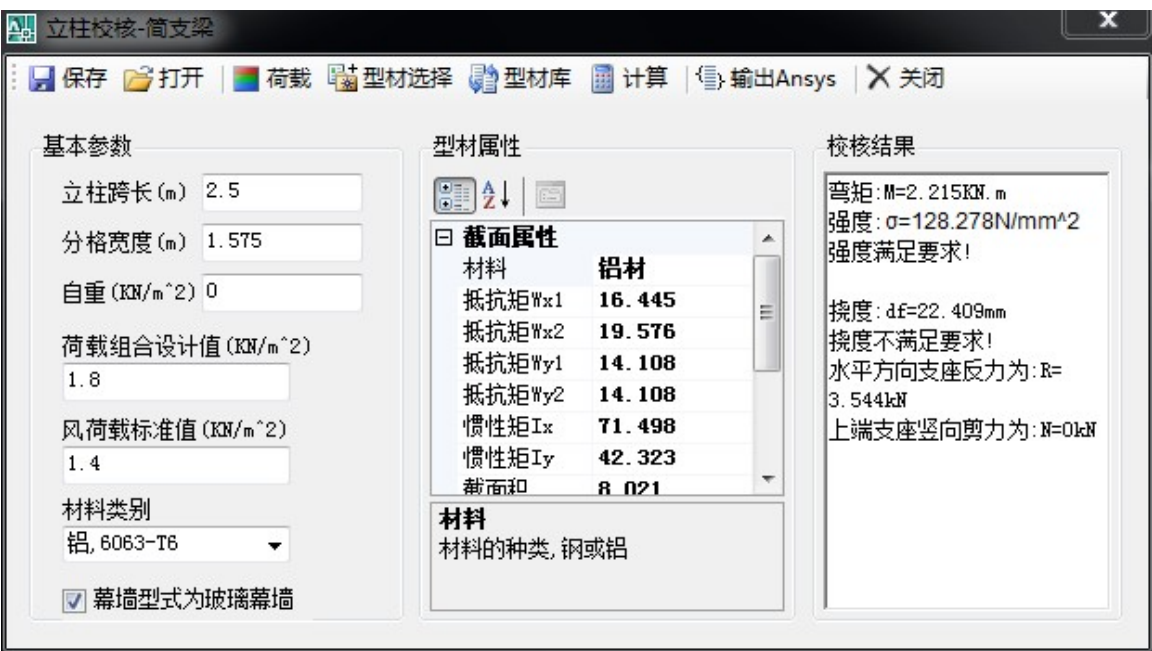 立柱校核-简支梁
保存 打开 荷载 型材选择 型材库 计算 输出Ansys 关闭
基本参数
立柱跨长(m) 2.5
分格宽度(m) 1.575
自重(KN/m^2) 0
荷载组合设计值(KN/m^2)
1.8
风荷载标准值(KN/m^2)
1.4
材料类别
铝,6063-T6
幕墙型式为玻璃幕墙
型材属性
截面属性
材料 铝材
抵抗矩Wx1 16.445
抵抗矩Wx2 19.576
抵抗矩Wy1 14.108
抵抗矩Wy2 14.108
惯性矩Ix 71.498
惯性矩Iy 42.323
截面积 8.021
材料
材料的种类,钢或铝
校核结果
弯矩:M=2.215KN.m
强度:σ=128.278N/mm^2
强度满足要求!
挠度:df=22.409mm
挠度不满足要求!
水平方向支座反力为:R=
3.544kN
上端支座竖向剪力为:N=0kN